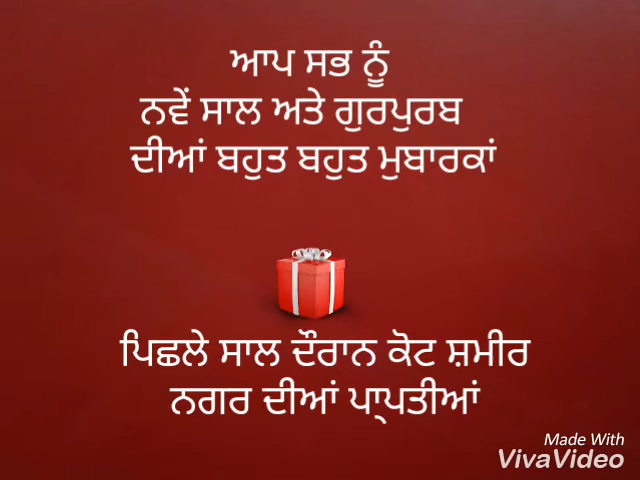 ਆਪ ਸਭ ਨੂੰ
ਨਵੇਂ ਸਾਲ ਅਤੇ ਗੁਰਪੁਰਬ
ਦੀਆਂ ਬਹੁਤ ਬਹੁਤ ਮੁਬਾਰਕਾਂ
ਪਿਛਲੇ ਸਾਲ ਦੌਰਾਨ ਕੋਟ ਸ਼ਮੀਰ
ਨਗਰ ਦੀਆਂ ਪ੍ਰਾਪਤੀਆਂ
Made With
VivaVideo